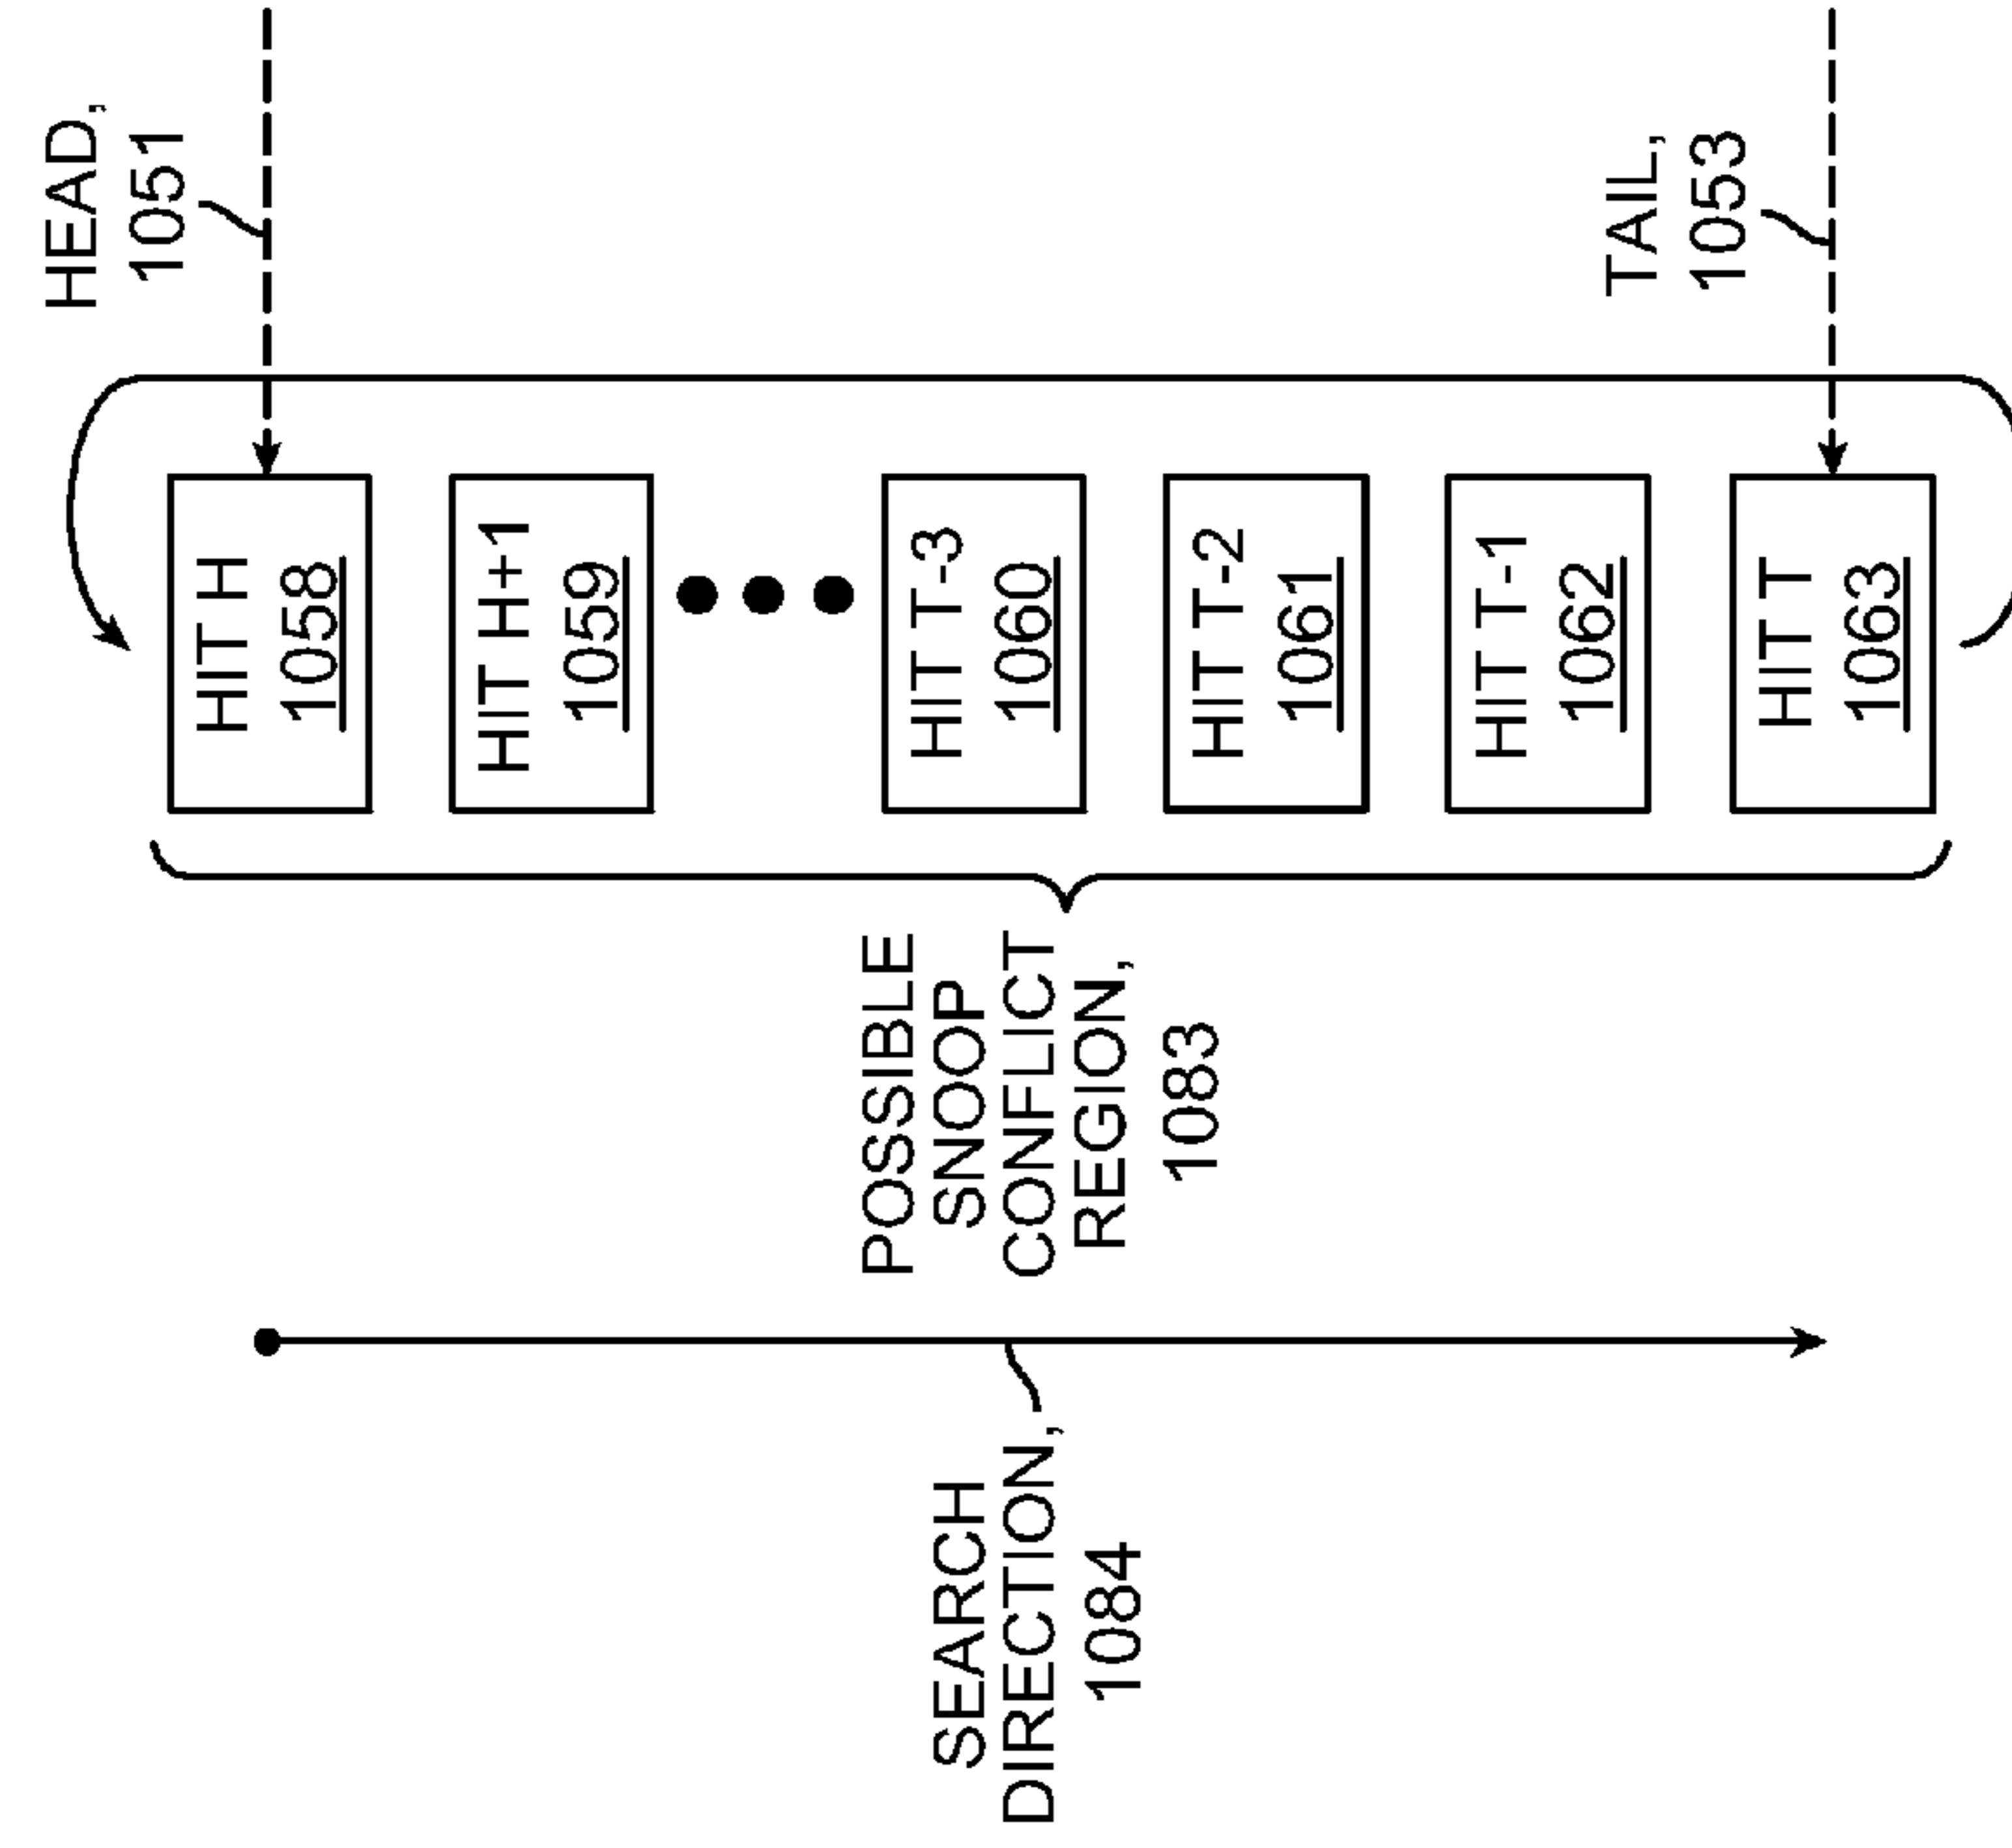 HEAD,
1051
HIT H
1058
HIT H+1
1059
POSSIBLE
SNOOP
CONFLICT
REGION,
1083
SEARCH
DIRECTION,
1084
HIT T-3
1060
HIT T-2
1061
HIT T-1
1062
TAIL,
1053
HIT T
1063